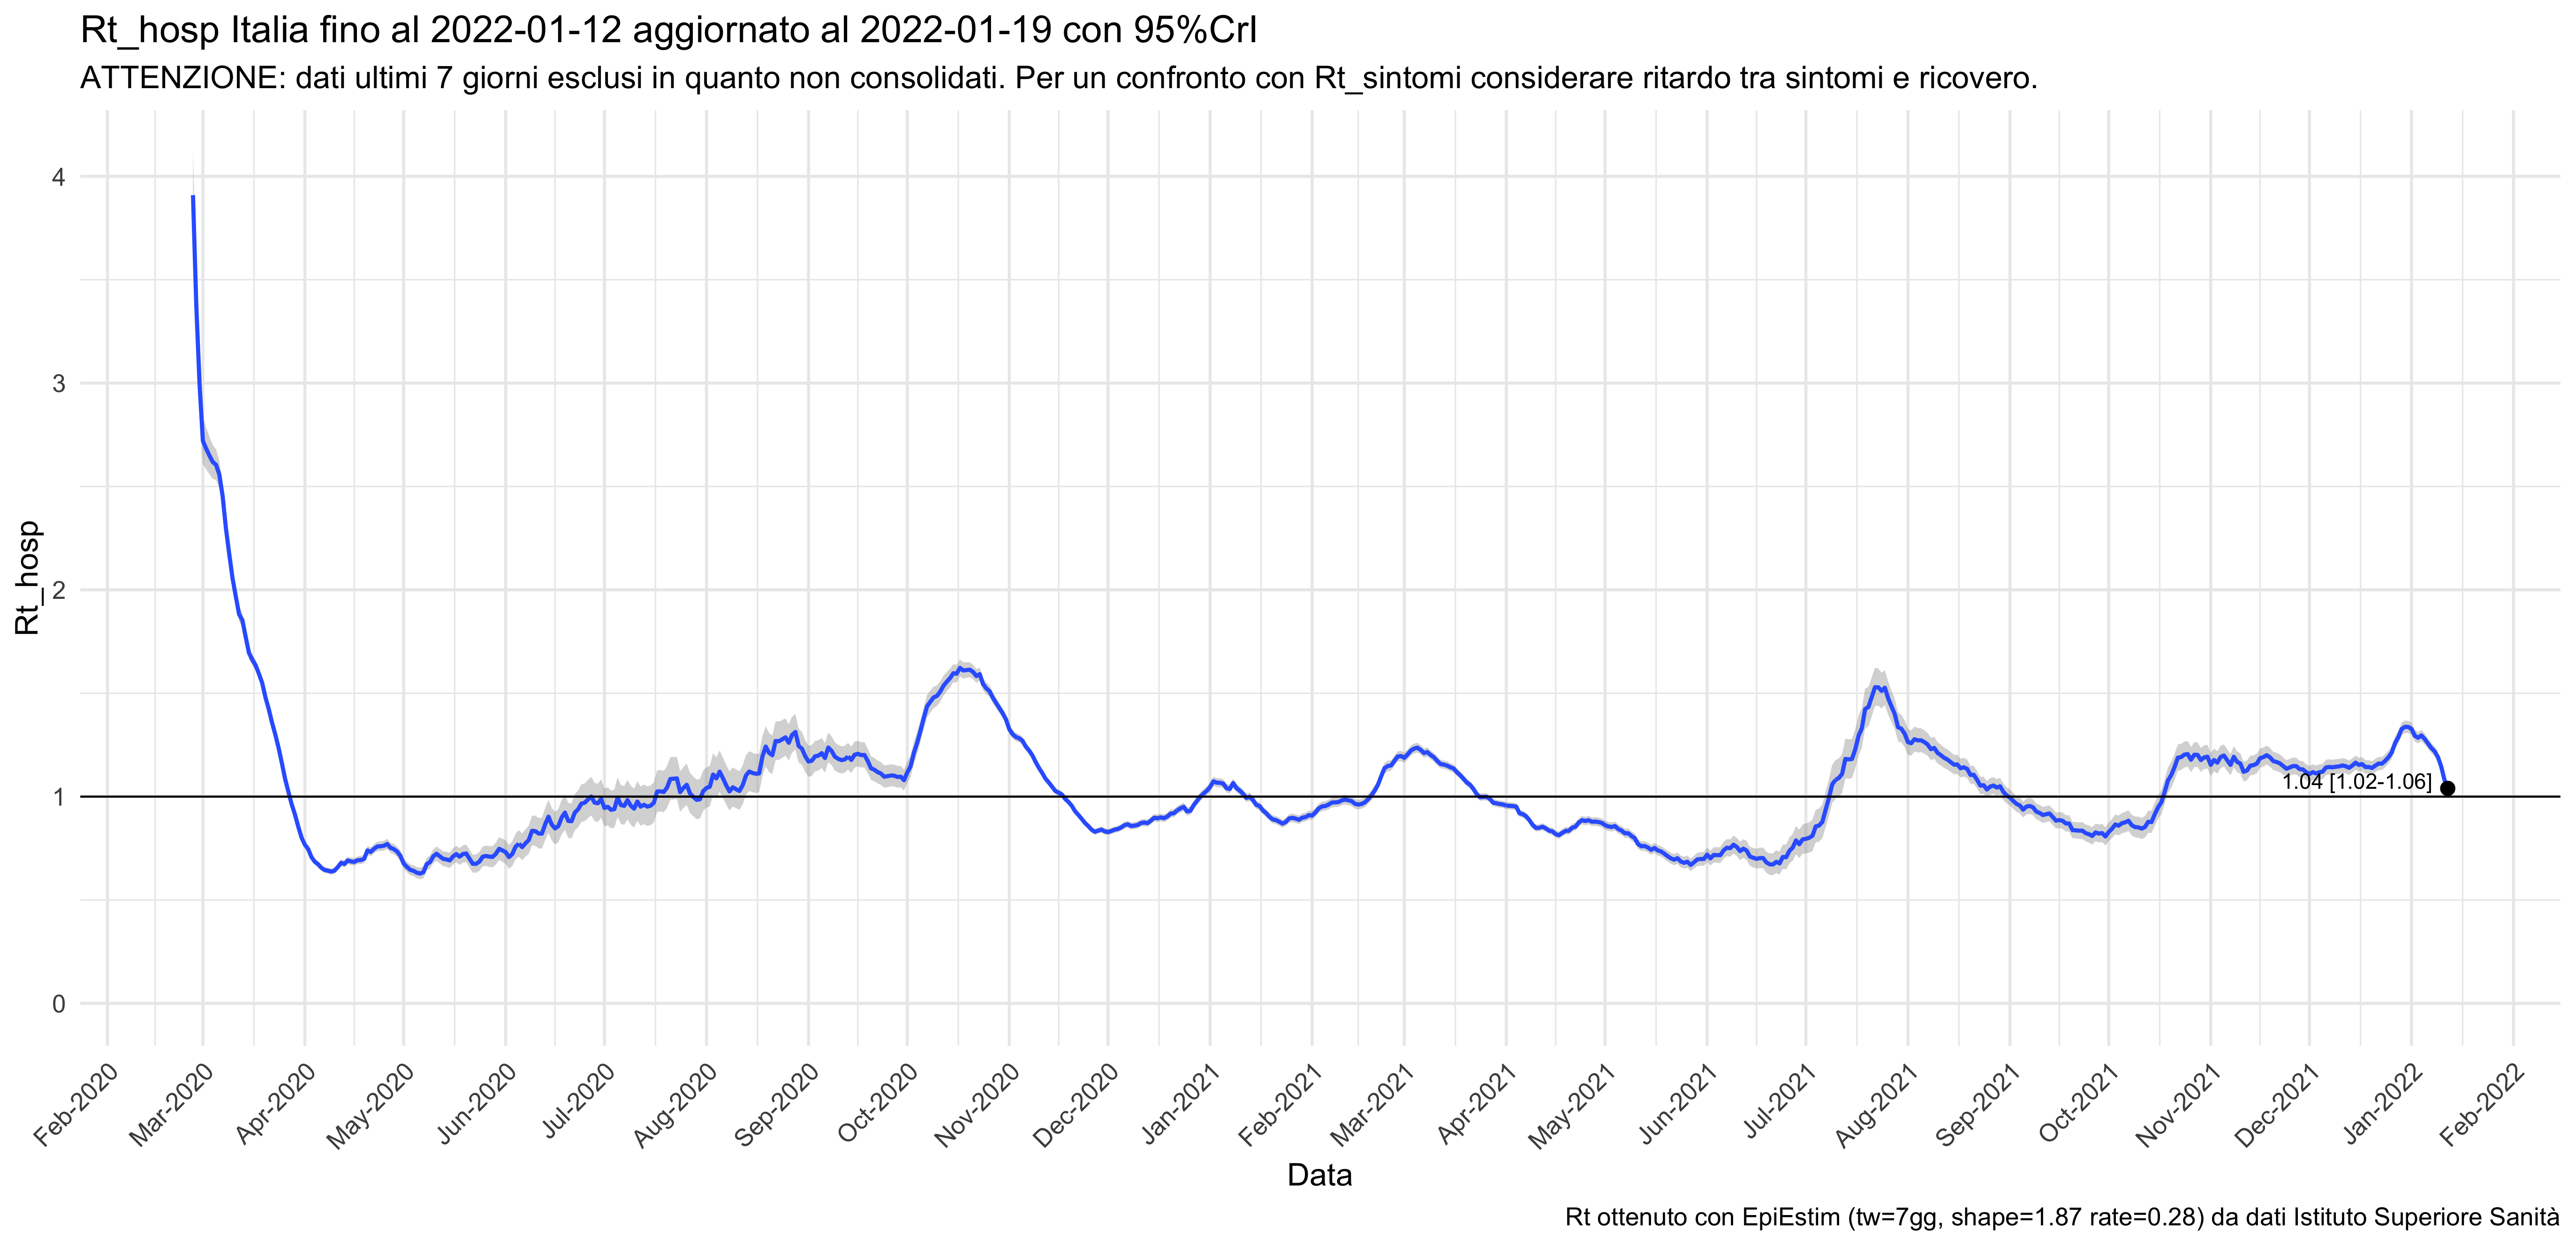 Rt_hosp Italia fino al 2022-01-12 aggiornato al 2022-01-19 con 95%CrI
ATTENZIONE: dati ultimi 7 giorni esclusi in quanto non consolidati. Per un confronto con Rt_sintomi considerare ritardo tra sintomi e ricovero.
4
3
2
1
0
Rt_hosp
1.04 [1.02-1.06]
Feb-2020
Mar-2020
Apr-2020
May-2020
Jun-2020
Jul-2020
Aug-2020
Sep-2020
Oct-2020
Nov-2020
Dec-2020
Jan-2021
Feb-2021
Mar-2021
Apr-2021
May-2021
Jun-2021
Jul-2021
Aug-2021
Sep-2021
Oct-2021
Nov-2021
Dec-2021
Jan-2022
Feb-2022
Data
Rt ottenuto con EpiEstim (tw=7gg, shape=1.87 rate=0.28) da dati Istituto Superiore Sanità